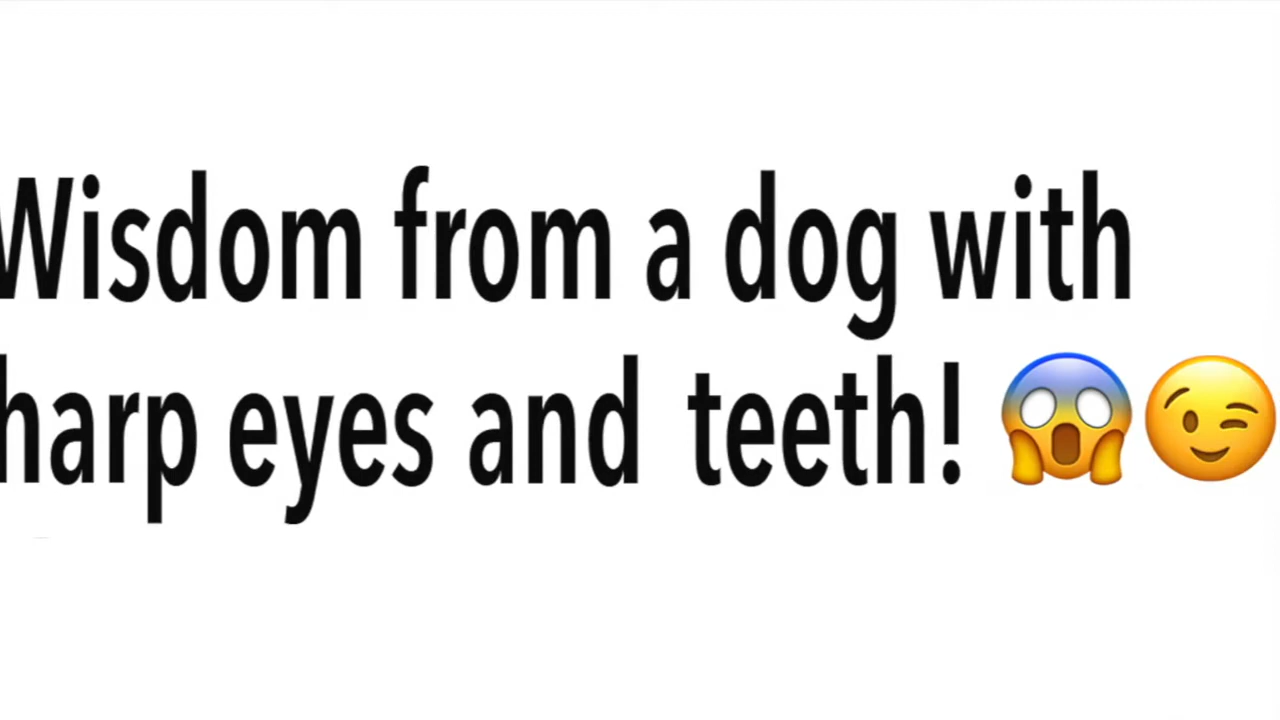 Wisdom from a dog with
harp eyes and teeth! 😱😉